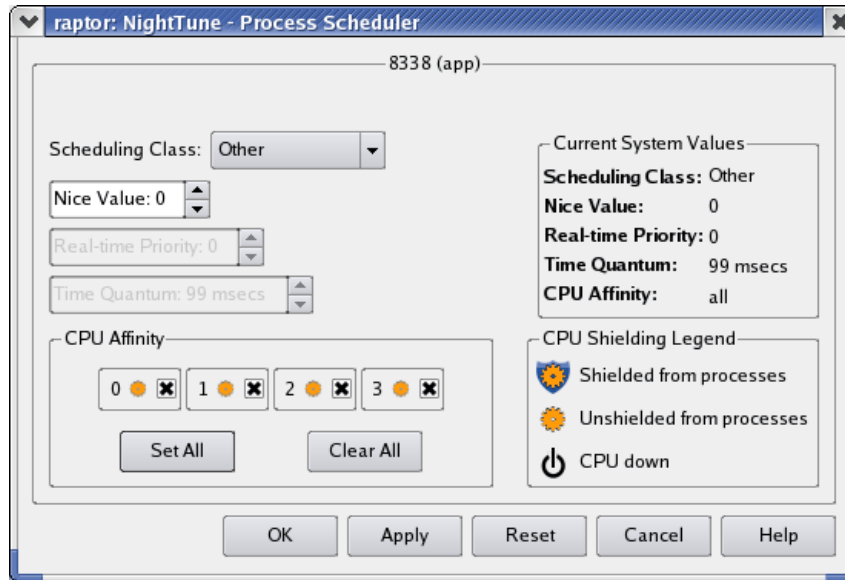 raptor: NightTune - Process Scheduler
8338 (app)
Scheduling Class: Other
Nice Value: 0
Real-time Priority: 0
Time Quantum: 99 msecs
Current System Values
Scheduling Class: Other
Nice Value: 0
Real-time Priority: 0
Time Quantum: 99 msecs
CPU Affinity: all
CPU Affinity
0 1 2 3
Set All Clear All
CPU Shielding Legend
Shielded from processes
Unshielded from processes
CPU down
OK Apply Reset Cancel Help